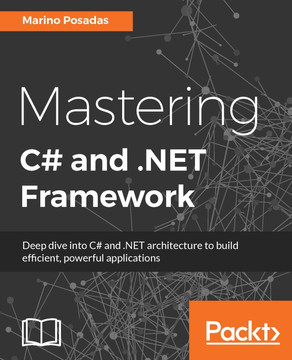 Marino Posadas
Mastering
C# and .NET
Framework
Deep dive into C# and .NET architecture to build
efficient, powerful applications
Packt>